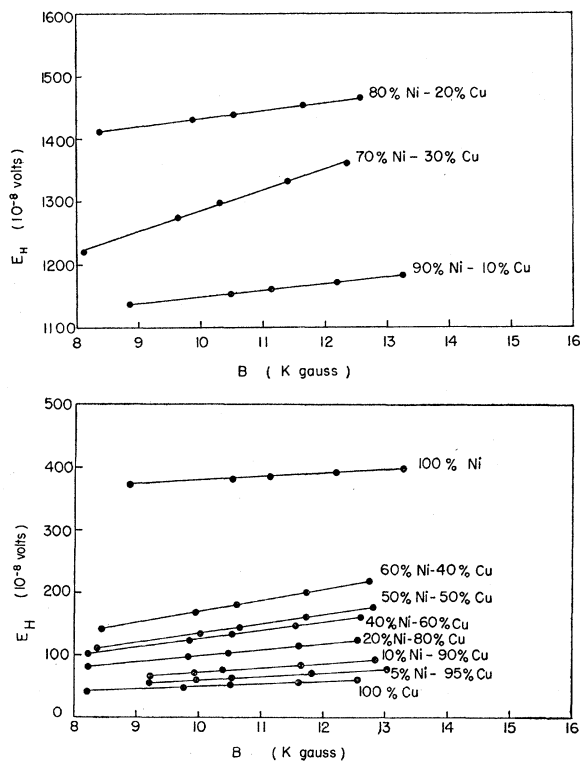 1600
1500
1400
1300
1200
1100
E_H (10⁻⁸ volts)
80% Ni - 20% Cu
70% Ni - 30% Cu
90% Ni - 10% Cu
8 9 10 11 12 13 14 15 16
B ( K gauss )
500
400
300
200
100
0
E_H (10⁻⁸ volts)
100 % Ni
60% Ni-40% Cu
50% Ni-50% Cu
40% Ni-60% Cu
20% Ni-80% Cu
10% Ni-90% Cu
5% Ni- 95% Cu
100 % Cu
8 9 10 11 12 13 14 15 16
B ( K gauss )